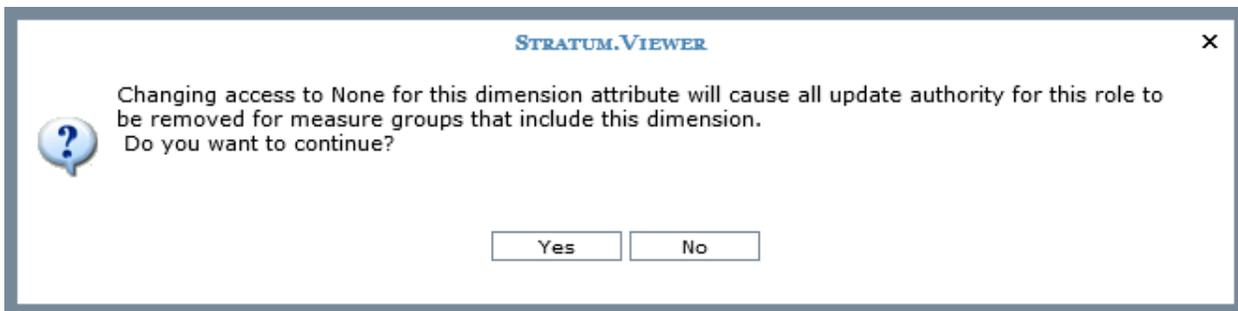 STRATUM.VIEWER
Changing access to None for this dimension attribute will cause all update authority for this role to
be removed for measure groups that include this dimension.
Do you want to continue?
Yes No